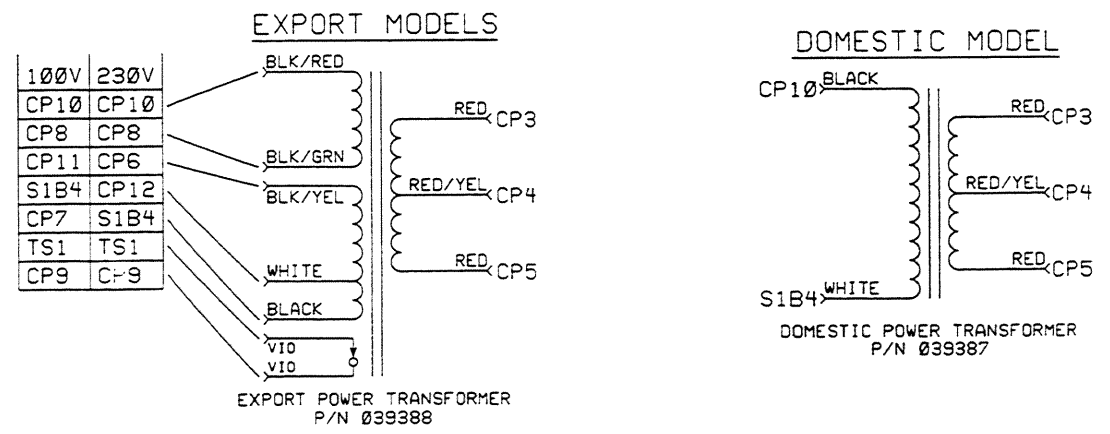 EXPORT MODELS
100V 230V
CP10 CP10
CP8 CP8
CP11 CP6
S1B4 CP12
CP7 S1B4
TS1 TS1
CP9 CP9
BLK/RED
BLK/GRN
BLK/YEL
WHITE
BLACK
VIO
VIO
RED CP3
RED/YEL CP4
RED CP5
EXPORT POWER TRANSFORMER
P/N 039388
DOMESTIC MODEL
CP10 BLACK
S1B4 WHITE
RED CP3
RED/YEL CP4
RED CP5
DOMESTIC POWER TRANSFORMER
P/N 039387